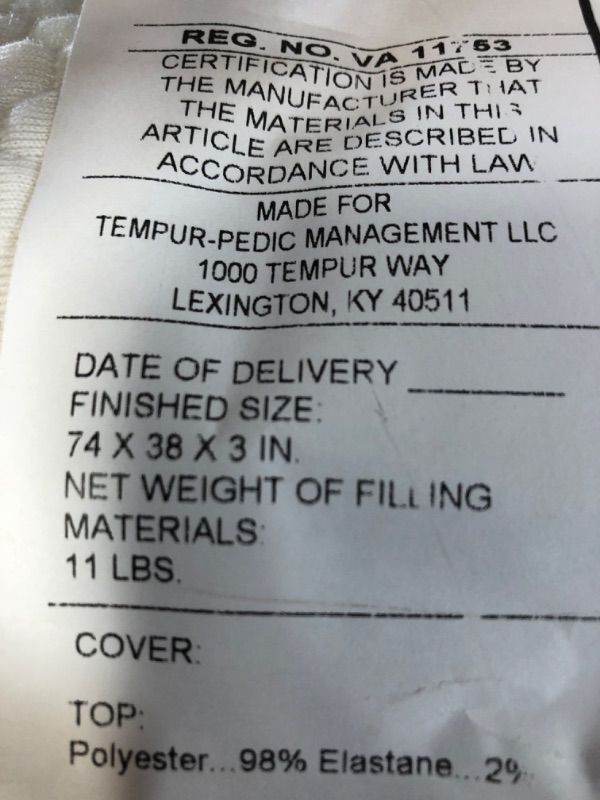 REG. NO. VA 11753
CERTIFICATION IS MADE BY
THE MANUFACTURER THAT
THE MATERIALS IN THIS
ARTICLE ARE DESCRIBED IN
ACCORDANCE WITH LAW
MADE FOR
TEMPUR-PEDIC MANAGEMENT LLC
1000 TEMPUR WAY
LEXINGTON, KY 40511
DATE OF DELIVERY
FINISHED SIZE:
74 X 38 X 3 IN.
NET WEIGHT OF FILLING
MATERIALS:
11 LBS.
COVER:
TOP:
Polyester...98% Elastane...2%